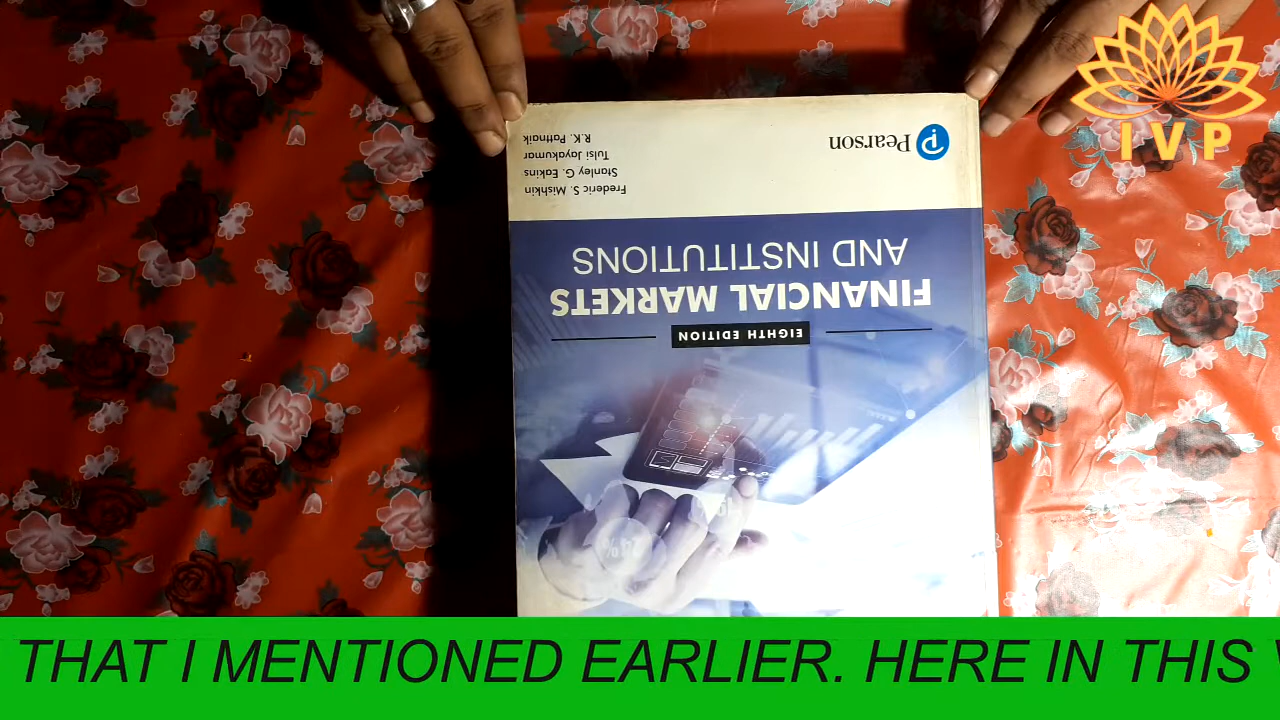 IVP
Pearson
Frederic S. Mishkin
Stanley G. Eakins
Tulsi Jayakumar
R.K. Pattnaik
FINANCIAL MARKETS
AND INSTITUTIONS
EIGHTH EDITION
THAT I MENTIONED EARLIER. HERE IN THIS